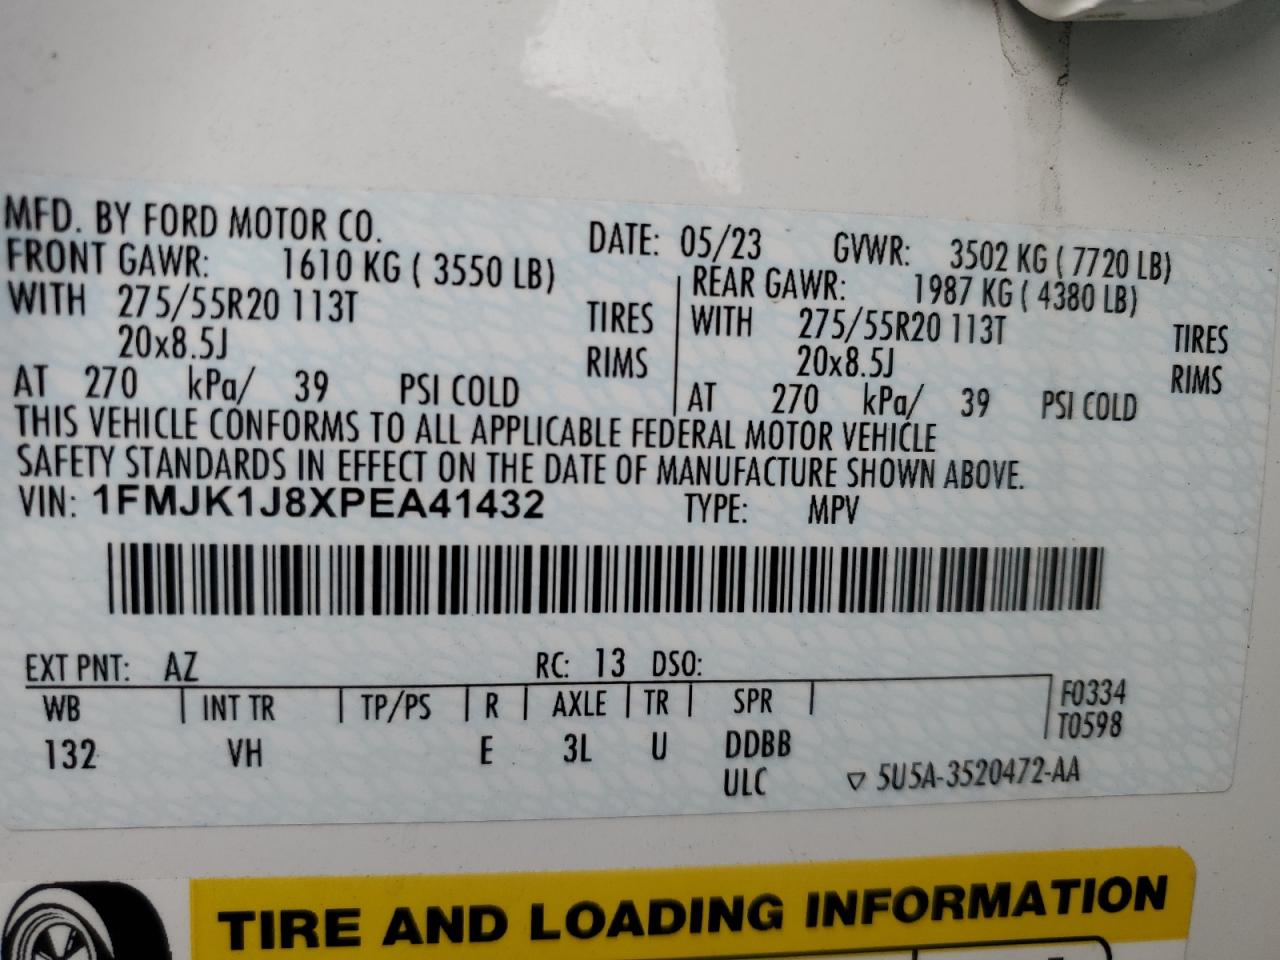 MFD. BY FORD MOTOR CO. DATE: 05/23 GVWR: 3502 KG ( 7720 LB)
FRONT GAWR: 1610 KG ( 3550 LB) REAR GAWR: 1987 KG ( 4380 LB)
WITH 275/55R20 113T TIRES WITH 275/55R20 113T TIRES
20x8.5J RIMS 20x8.5J RIMS
AT 270 kPa/ 39 PSI COLD AT 270 kPa/ 39 PSI COLD
THIS VEHICLE CONFORMS TO ALL APPLICABLE FEDERAL MOTOR VEHICLE
SAFETY STANDARDS IN EFFECT ON THE DATE OF MANUFACTURE SHOWN ABOVE.
VIN: 1FMJK1J8XPEA41432 TYPE: MPV
EXT PNT: AZ RC: 13 DSO:
WB INT TR TP/PS R AXLE TR SPR F0334
T0598
132 VH E 3L U DDBB
ULC ▽ 5U5A-3520472-AA
TIRE AND LOADING INFORMATION